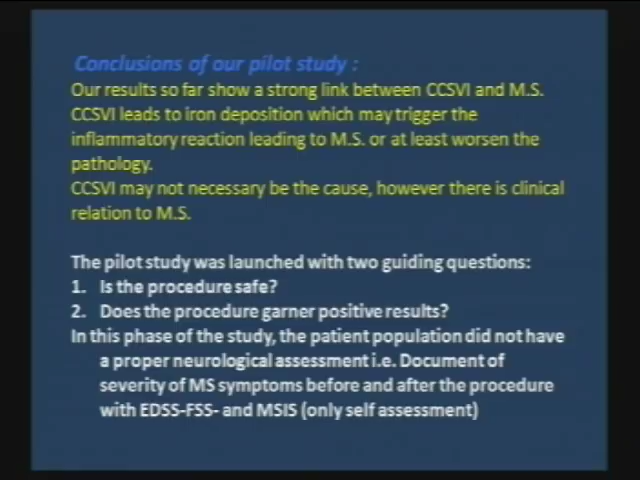 Conclusions of our pilot study :
Our results so far show a strong link between CCSVI and M.S.
CCSVI leads to iron deposition which may trigger the
inflammatory reaction leading to M.S. or at least worsen the
pathology.
CCSVI may not necessary be the cause, however there is clinical
relation to M.S.
The pilot study was launched with two guiding questions:
1. Is the procedure safe?
2. Does the procedure garner positive results?
In this phase of the study, the patient population did not have
a proper neurological assessment i.e. Document of
severity of MS symptoms before and after the procedure
with EDSS-FSS- and MSIS (only self assessment)